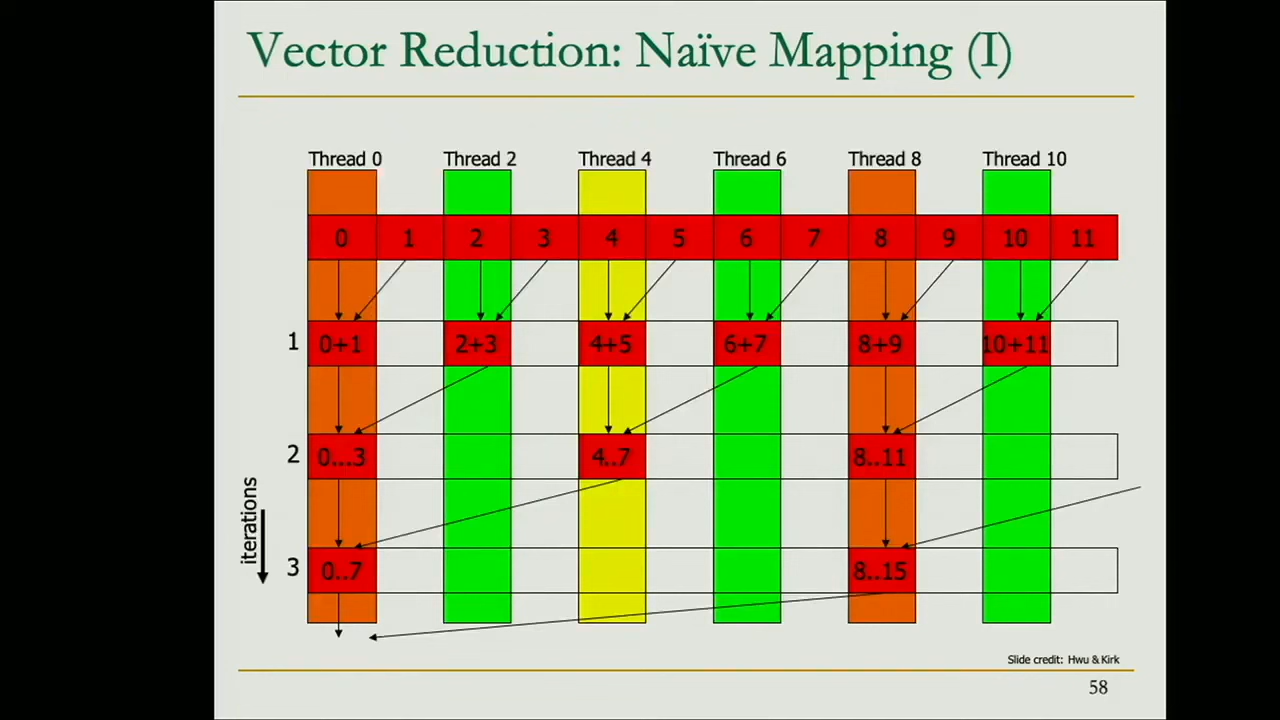 Vector Reduction: Naïve Mapping (I)
Thread 0 Thread 2 Thread 4 Thread 6 Thread 8 Thread 10
0 1 2 3 4 5 6 7 8 9 10 11
1 0+1 2+3 4+5 6+7 8+9 10+11
2 0...3 4..7 8..11
iterations
3 0..7 8..15
Slide credit: Hwu & Kirk
58